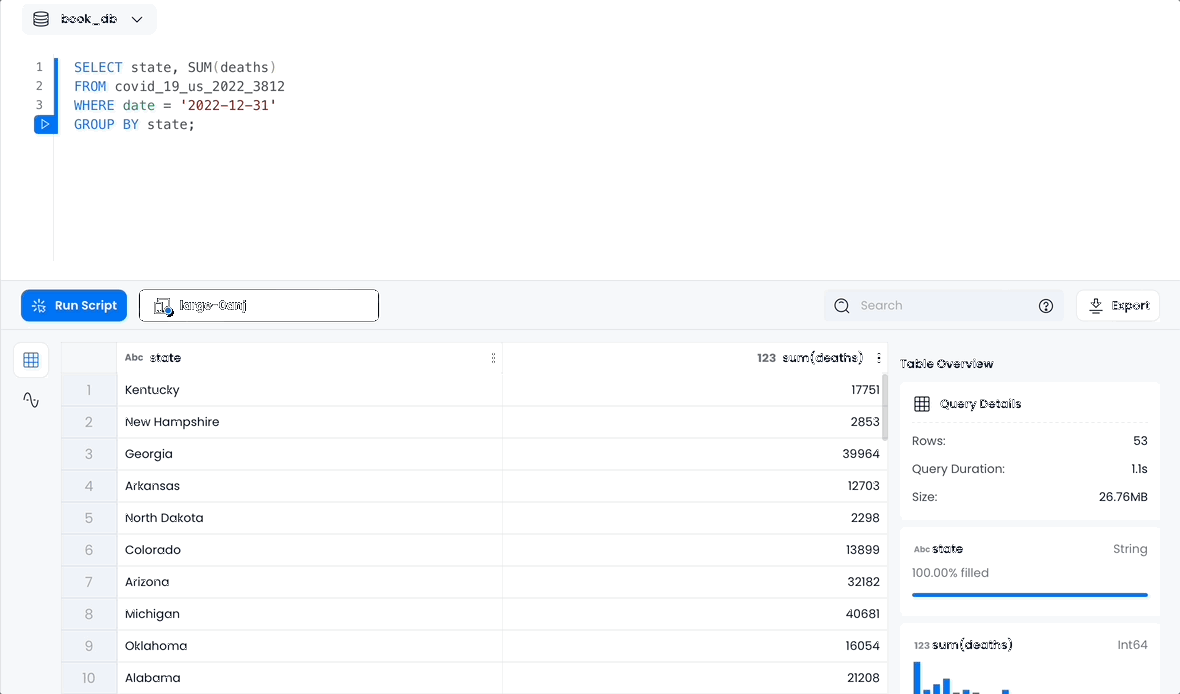 book_db
1 SELECT state, SUM(deaths)
2 FROM covid_19_us_2022_3812
3 WHERE date = '2022-12-31'
GROUP BY state;
Run Script
Search
Export
Abc state 123 sum(deaths)
1 Kentucky 17751
2 New Hampshire 2853
3 Georgia 39964
4 Arkansas 12703
5 North Dakota 2298
6 Colorado 13899
7 Arizona 32182
8 Michigan 40681
9 Oklahoma 16054
10 Alabama 21208
Table Overview
Query Details
Rows: 53
Query Duration: 1.1s
Size: 26.76MB
Abc state String
100.00% filled
123 sum(deaths) Int64